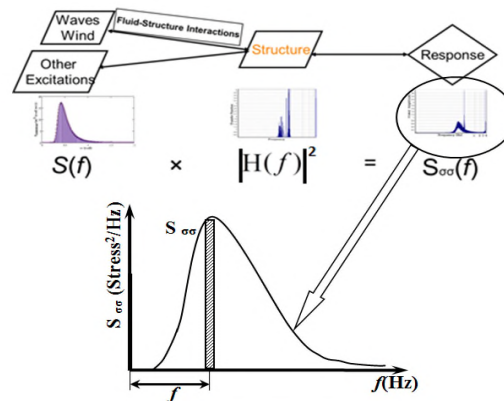 Waves
Wind
Fluid-Structure Interactions
Structure
Response
Other
Excitations
S(f) × |H(f)|² = Sσσ(f)
S σσ
S σσ (Stress²/Hz)
f
f(Hz)